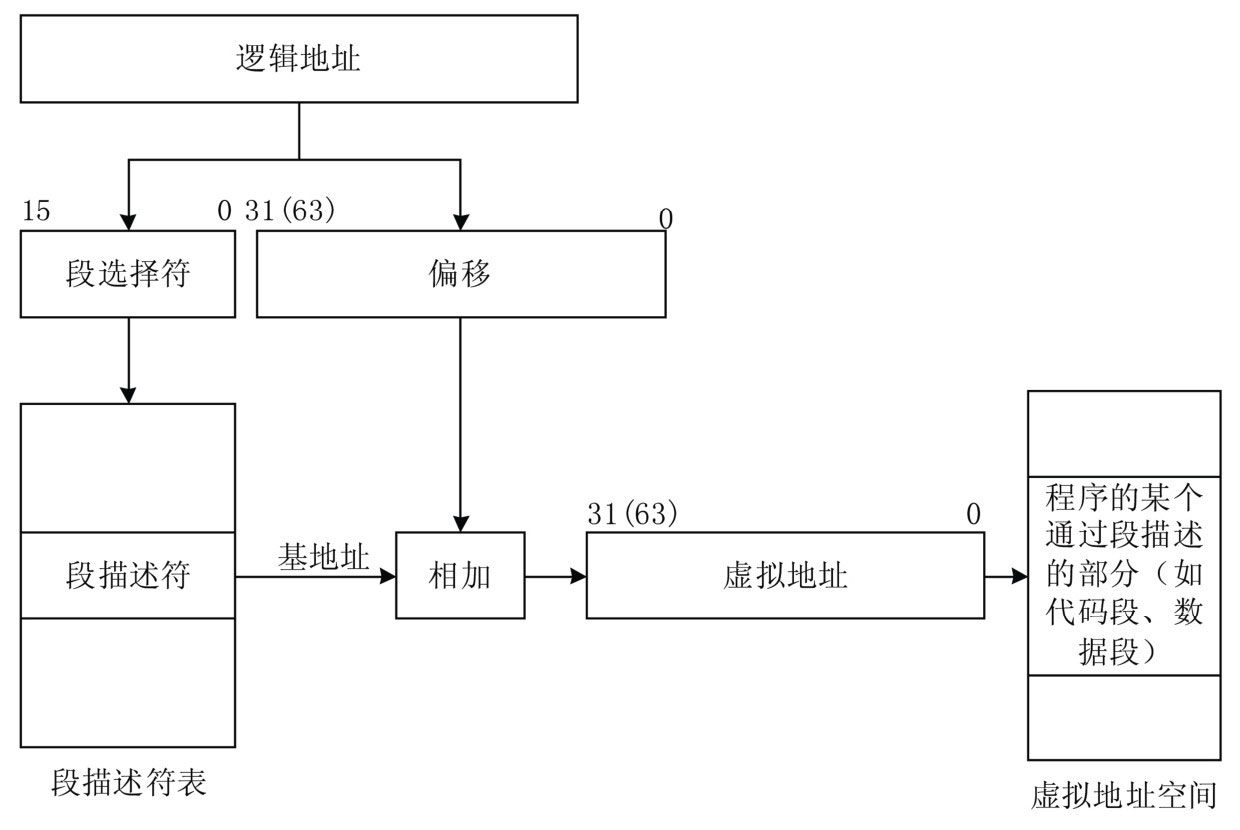 逻辑地址
15
0
31(63)
0
段选择符
偏移
段描述符
基地址
相加
31(63)
0
虚拟地址
程序的某个
通过段描述
的部分（如
代码段、数
据段）
段描述符表
虚拟地址空间